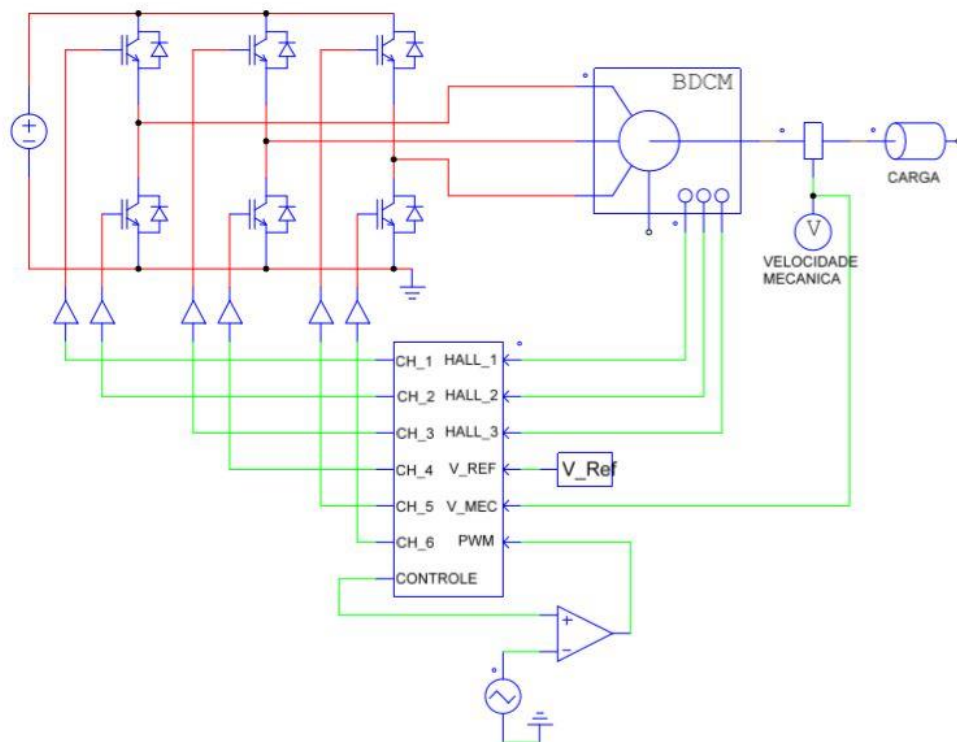 BDCM
CARGA
V
VELOCIDADE
MECANICA
CH_1 HALL_1
CH_2 HALL_2
CH_3 HALL_3
CH_4 V_REF
V_Ref
CH_5 V_MEC
CH_6 PWM
CONTROLE